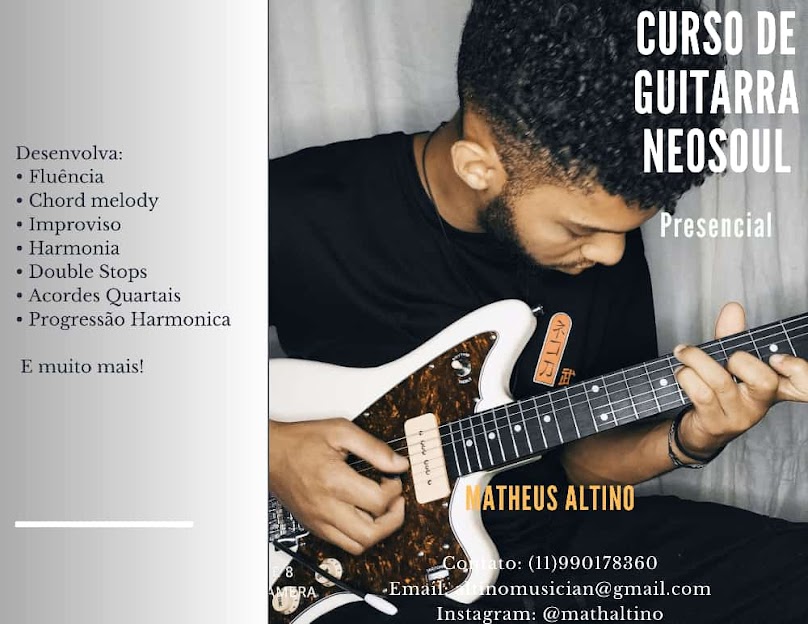 CURSO DE
GUITARRA
NEOSOUL
Presencial
Desenvolva:
• Fluência
• Chord melody
• Improviso
• Harmonia
• Double Stops
• Acordes Quartais
• Progressão Harmonica
E muito mais!
MATHEUS ALTINO
Contato: (11)990178360
Email: altinomusician@gmail.com
Instagram: @mathaltino